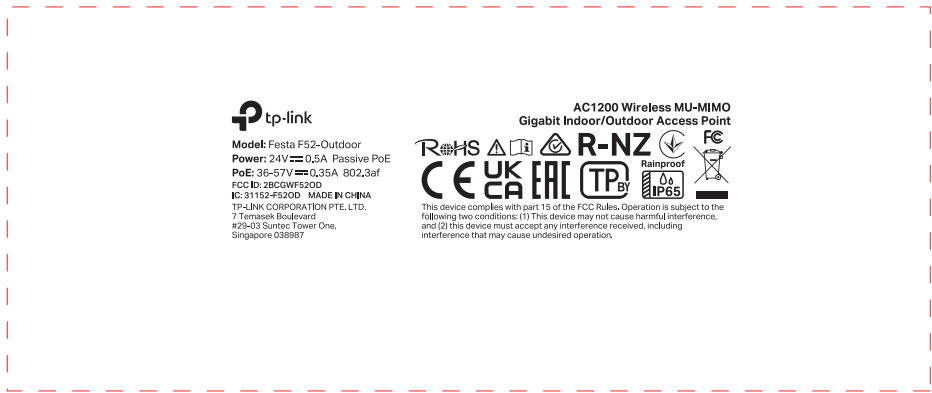 tp-link
Model: Festa F52-Outdoor
Power: 24V⎓0.5A Passive PoE
PoE: 36-57V⎓0.35A 802.3af
FCC ID: 2BCGWF52OD
IC: 31152-F52OD MADE IN CHINA
TP-LINK CORPORATION PTE. LTD.
7 Temasek Boulevard
#29-03 Suntec Tower One,
Singapore 038987
AC1200 Wireless MU-MIMO
Gigabit Indoor/Outdoor Access Point
RoHS R-NZ FC
Rainproof
CE UK CA EAC TP BY IP65
This device complies with part 15 of the FCC Rules. Operation is subject to the
following two conditions: (1) This device may not cause harmful interference,
and (2) this device must accept any interference received, including
interference that may cause undesired operation.